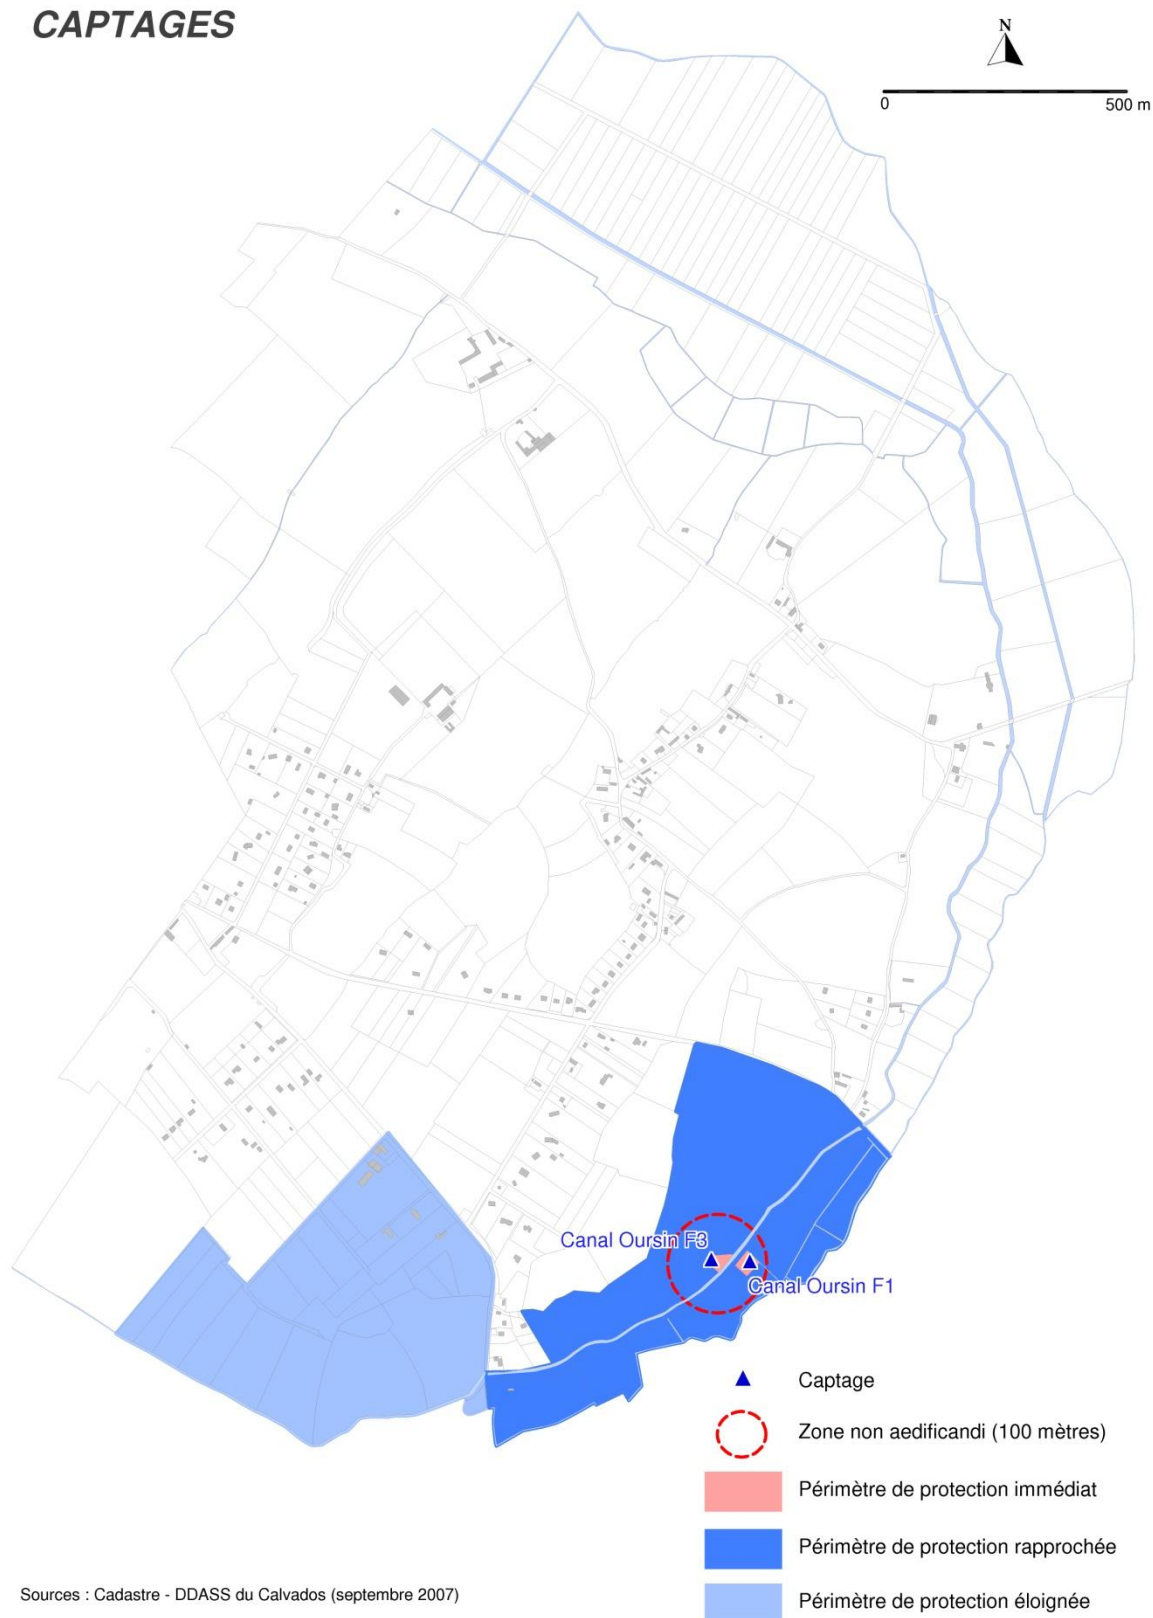 CAPTAGES
N
0 500 m
Canal Oursin F3
Canal Oursin F1
Captage
Zone non aedificandi (100 mètres)
Périmètre de protection immédiat
Périmètre de protection rapprochée
Périmètre de protection éloignée
Sources : Cadastre - DDASS du Calvados (septembre 2007)